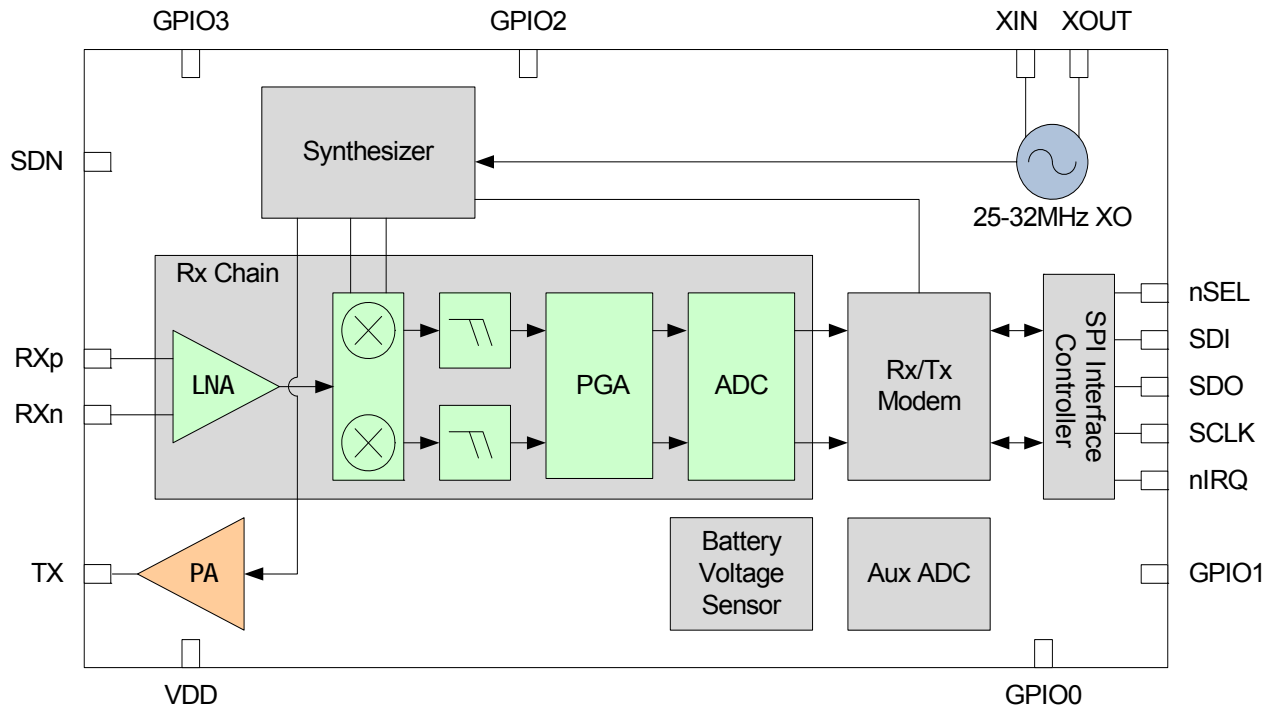 GPIO3
GPIO2
XIN
XOUT
Synthesizer
SDN
25-32MHz XO
Rx Chain
nSEL
SDI
SDO
SCLK
nIRQ
SPI Interface
Controller
RXp
RXn
LNA
PGA
ADC
Rx/Tx
Modem
TX
PA
Battery
Voltage
Sensor
Aux ADC
GPIO1
VDD
GPIO0